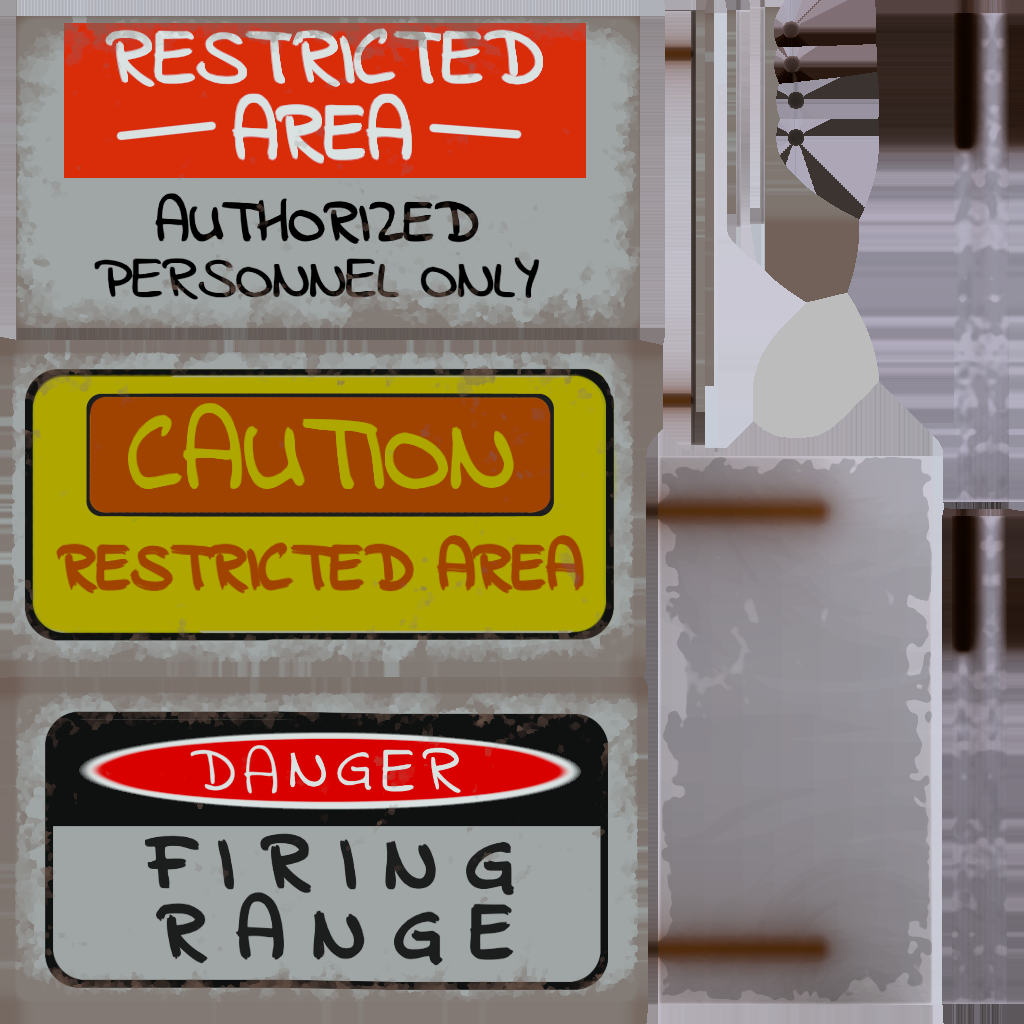 RESTRICTED
— AREA —
AUTHORIZED
PERSONNEL ONLY
CAUTION
RESTRICTED AREA
DANGER
FIRING
RANGE